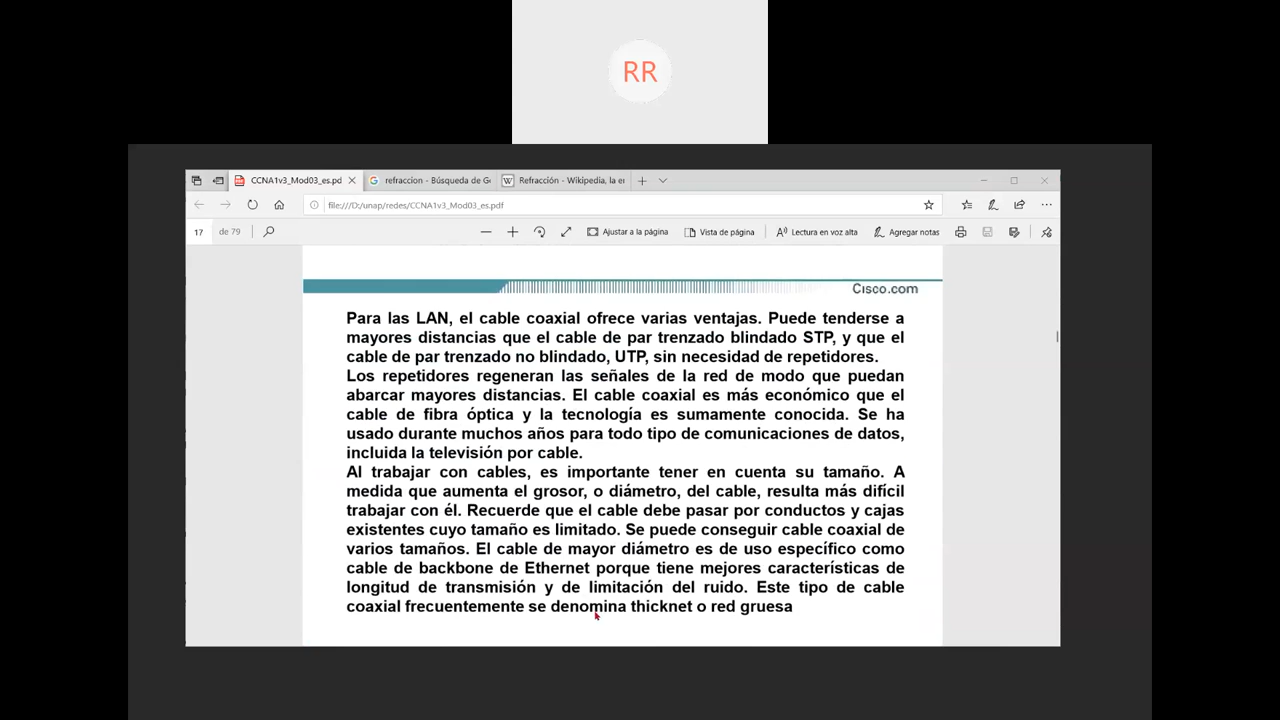 RR
CCNA1v3_Mod03_es.pd
refraccion - Búsqueda de Go
W Refracción - Wikipedia, la en
file:///D:/unap/redes/CCNA1v3_Mod03_es.pdf
17 de 79
Ajustar a la página
Vista de página
Lectura en voz alta
Agregar notas
Cisco.com
Para las LAN, el cable coaxial ofrece varias ventajas. Puede tenderse a
mayores distancias que el cable de par trenzado blindado STP, y que el
cable de par trenzado no blindado, UTP, sin necesidad de repetidores.
Los repetidores regeneran las señales de la red de modo que puedan
abarcar mayores distancias. El cable coaxial es más económico que el
cable de fibra óptica y la tecnología es sumamente conocida. Se ha
usado durante muchos años para todo tipo de comunicaciones de datos,
incluida la televisión por cable.
Al trabajar con cables, es importante tener en cuenta su tamaño. A
medida que aumenta el grosor, o diámetro, del cable, resulta más difícil
trabajar con él. Recuerde que el cable debe pasar por conductos y cajas
existentes cuyo tamaño es limitado. Se puede conseguir cable coaxial de
varios tamaños. El cable de mayor diámetro es de uso específico como
cable de backbone de Ethernet porque tiene mejores características de
longitud de transmisión y de limitación del ruido. Este tipo de cable
coaxial frecuentemente se denomina thicknet o red gruesa